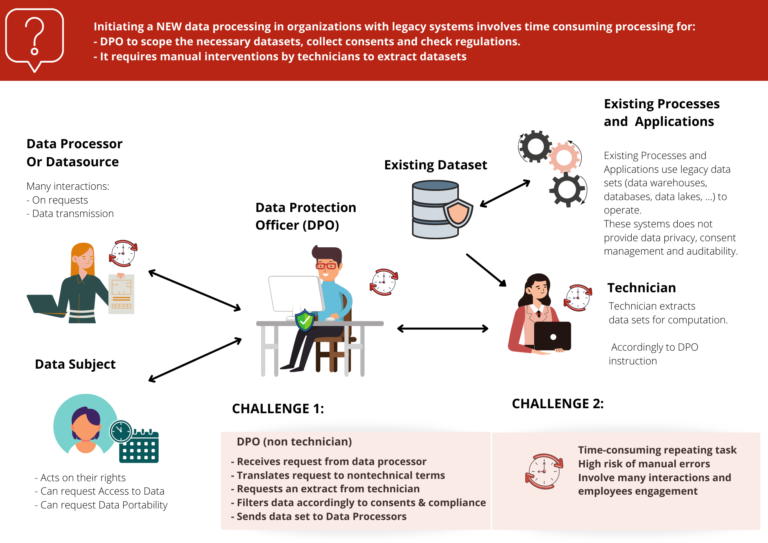 Initiating a NEW data processing in organizations with legacy systems involves time consuming processing for:
- DPO to scope the necessary datasets, collect consents and check regulations.
- It requires manual interventions by technicians to extract datasets
Data Processor
Or Datasource
Many interactions:
- On requests
- Data transmission
Data Protection
Officer (DPO)
Existing Dataset
Existing Processes
and Applications
Existing Processes and
Applications use legacy data
sets (data warehouses,
databases, data lakes, ...) to
operate.
These systems does not
provide data privacy, consent
management and auditability.
Technician
Technician extracts
data sets for computation.
Accordingly to DPO
instruction
Data Subject
- Acts on their rights
- Can request Access to Data
- Can request Data Portability
CHALLENGE 1:
DPO (non technician)
- Receives request from data processor
- Translates request to nontechnical terms
- Requests an extract from technician
- Filters data accordingly to consents & compliance
- Sends data set to Data Processors
CHALLENGE 2:
Time-consuming repeating task
High risk of manual errors
Involve many interactions and
employees engagement